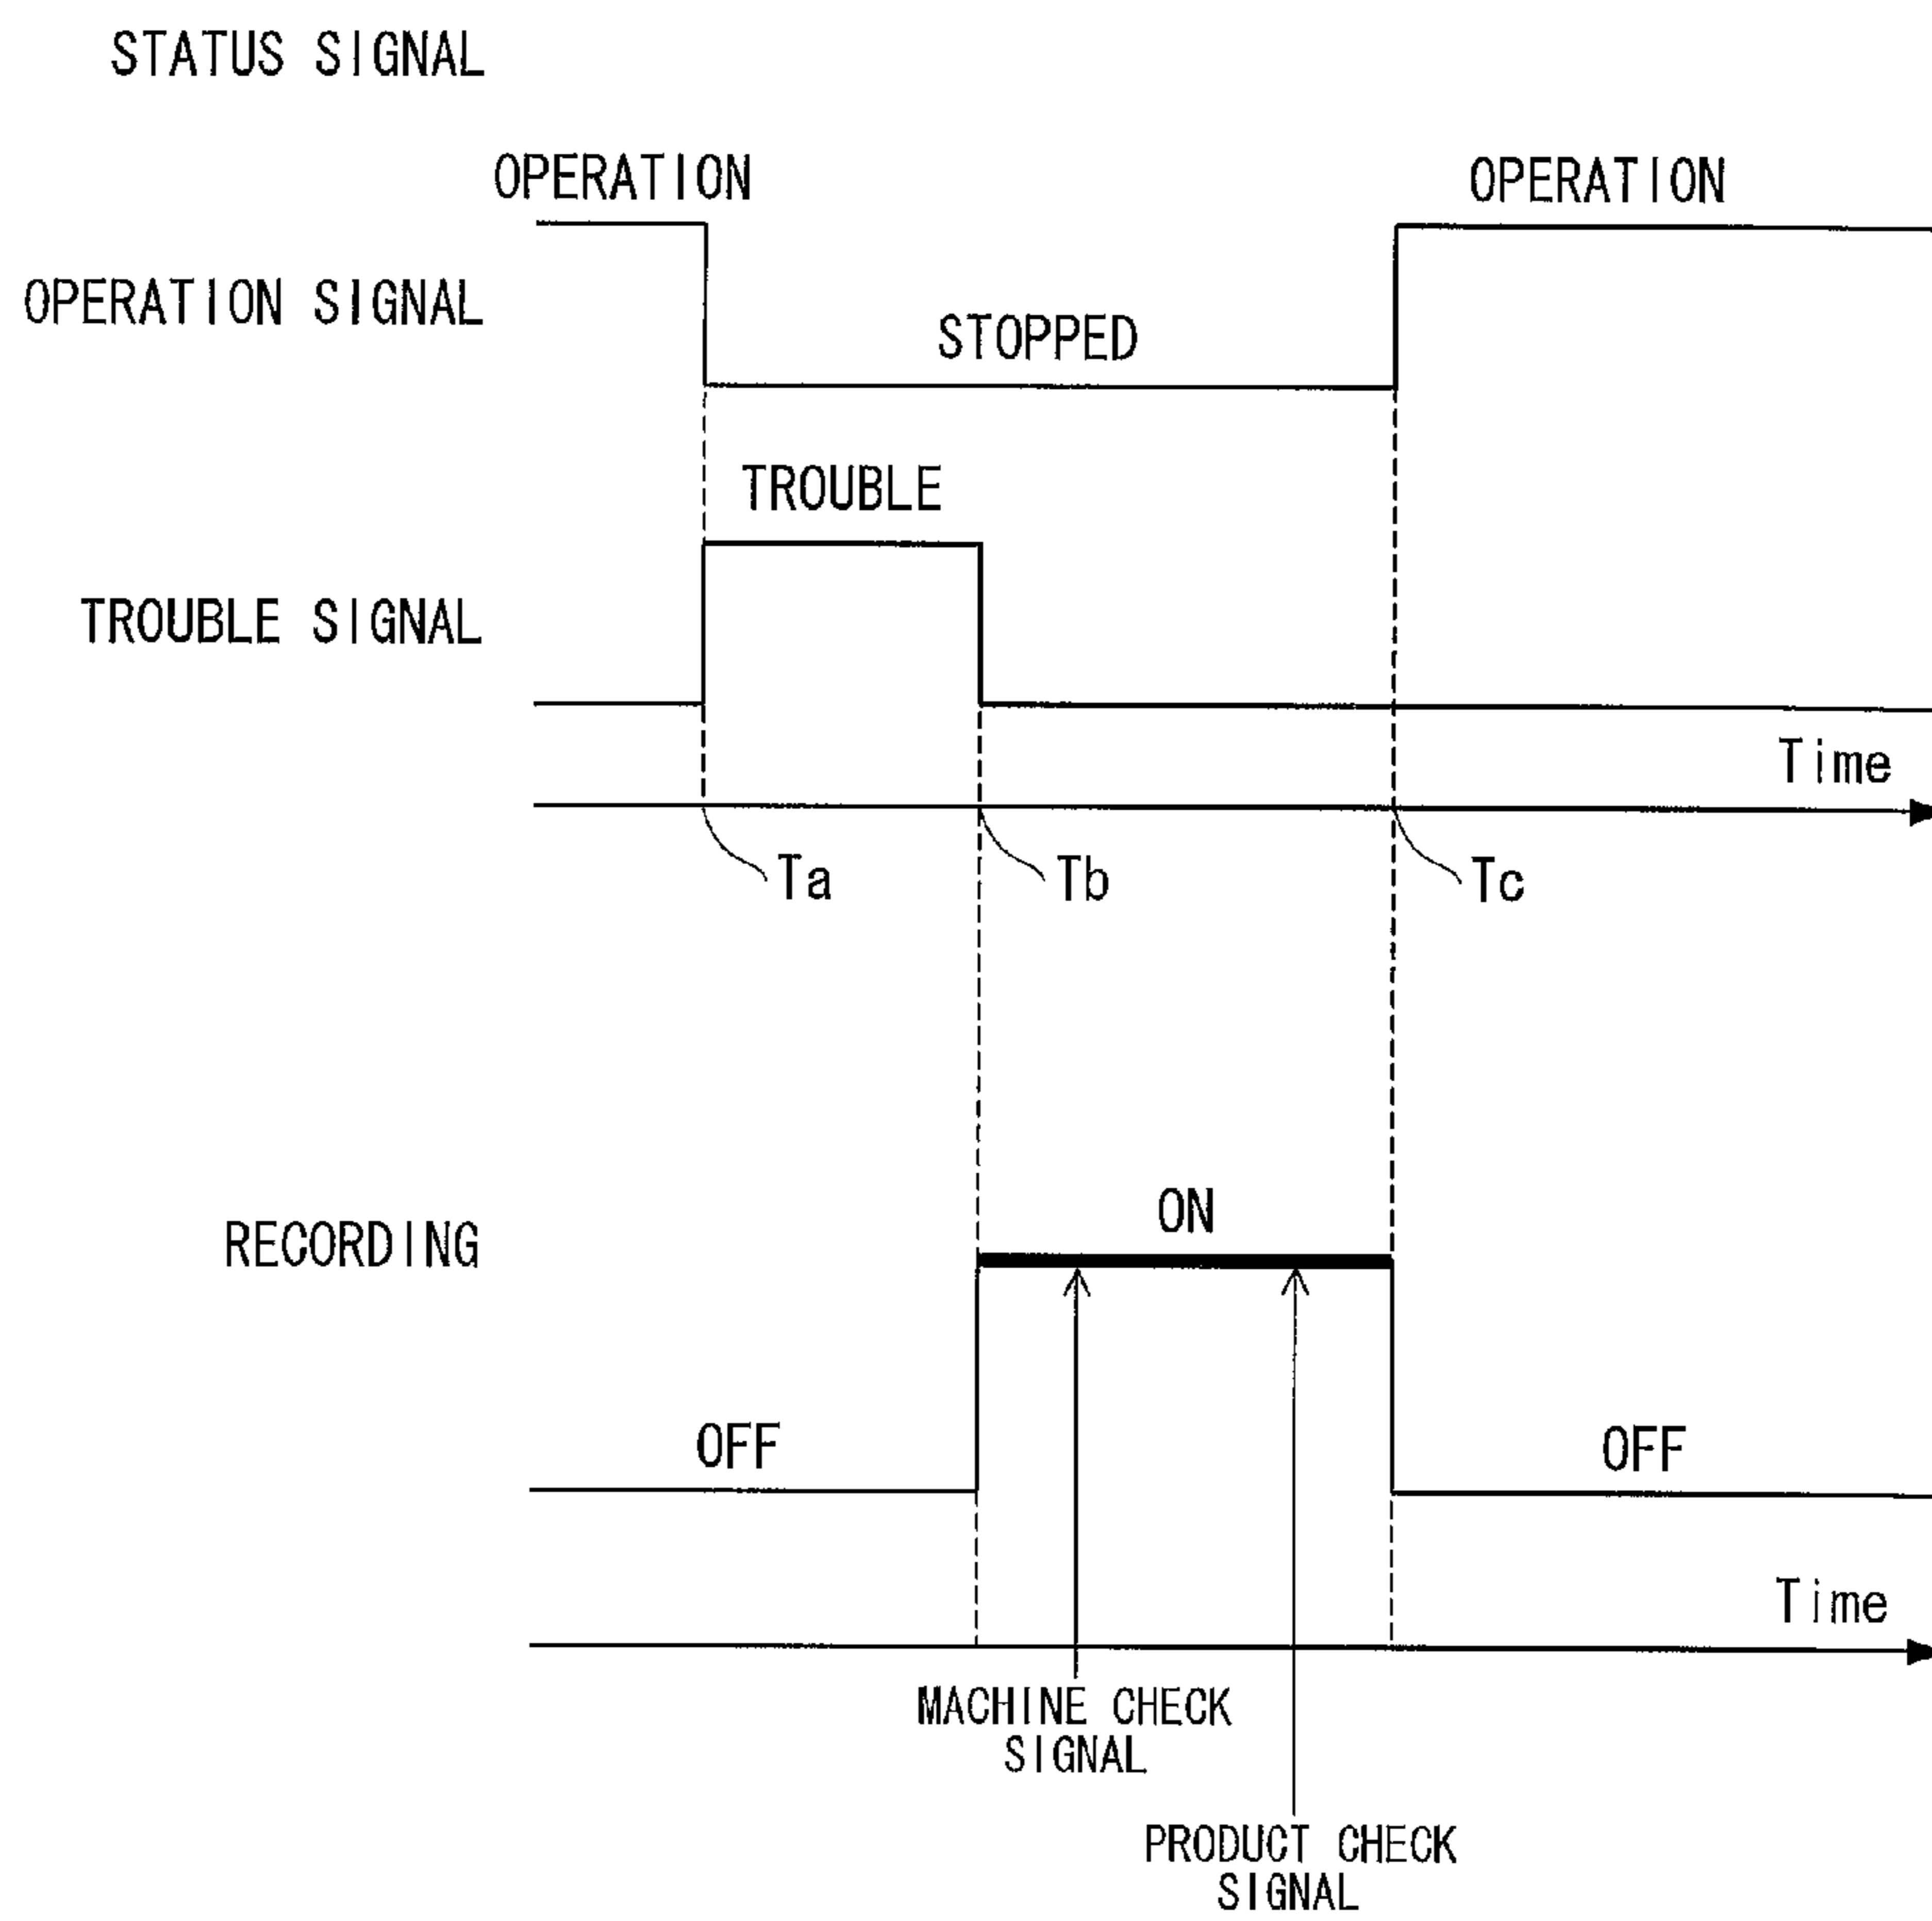 STATUS SIGNAL
OPERATION
OPERATION
OPERATION SIGNAL
STOPPED
TROUBLE
TROUBLE SIGNAL
Time
Ta
Tb
Tc
ON
RECORDING
OFF
OFF
Time
MACHINE CHECK
SIGNAL
PRODUCT CHECK
SIGNAL